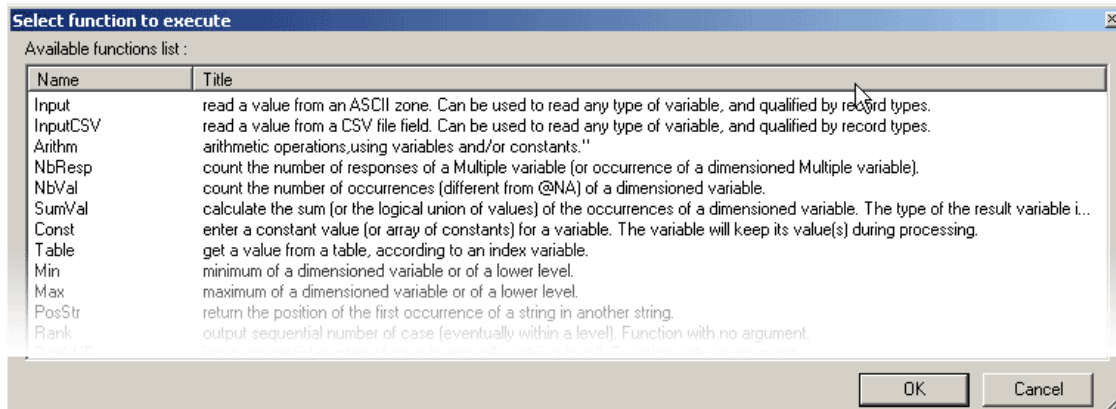 Select function to execute
Available functions list :
Name Title
Input read a value from an ASCII zone. Can be used to read any type of variable, and qualified by record types.
InputCSV read a value from a CSV file field. Can be used to read any type of variable, and qualified by record types.
Arithm arithmetic operations,using variables and/or constants."
NbResp count the number of responses of a Multiple variable (or occurrence of a dimensioned Multiple variable).
NbVal count the number of occurrences (different from @NA) of a dimensioned variable.
SumVal calculate the sum (or the logical union of values) of the occurrences of a dimensioned variable. The type of the result variable i...
Const enter a constant value (or array of constants) for a variable. The variable will keep its value(s) during processing.
Table get a value from a table, according to an index variable.
Min minimum of a dimensioned variable or of a lower level.
Max maximum of a dimensioned variable or of a lower level.
PosStr return the position of the first occurrence of a string in another string.
Rank output sequential number of case (eventually within a level). Function with no argument.
OK Cancel